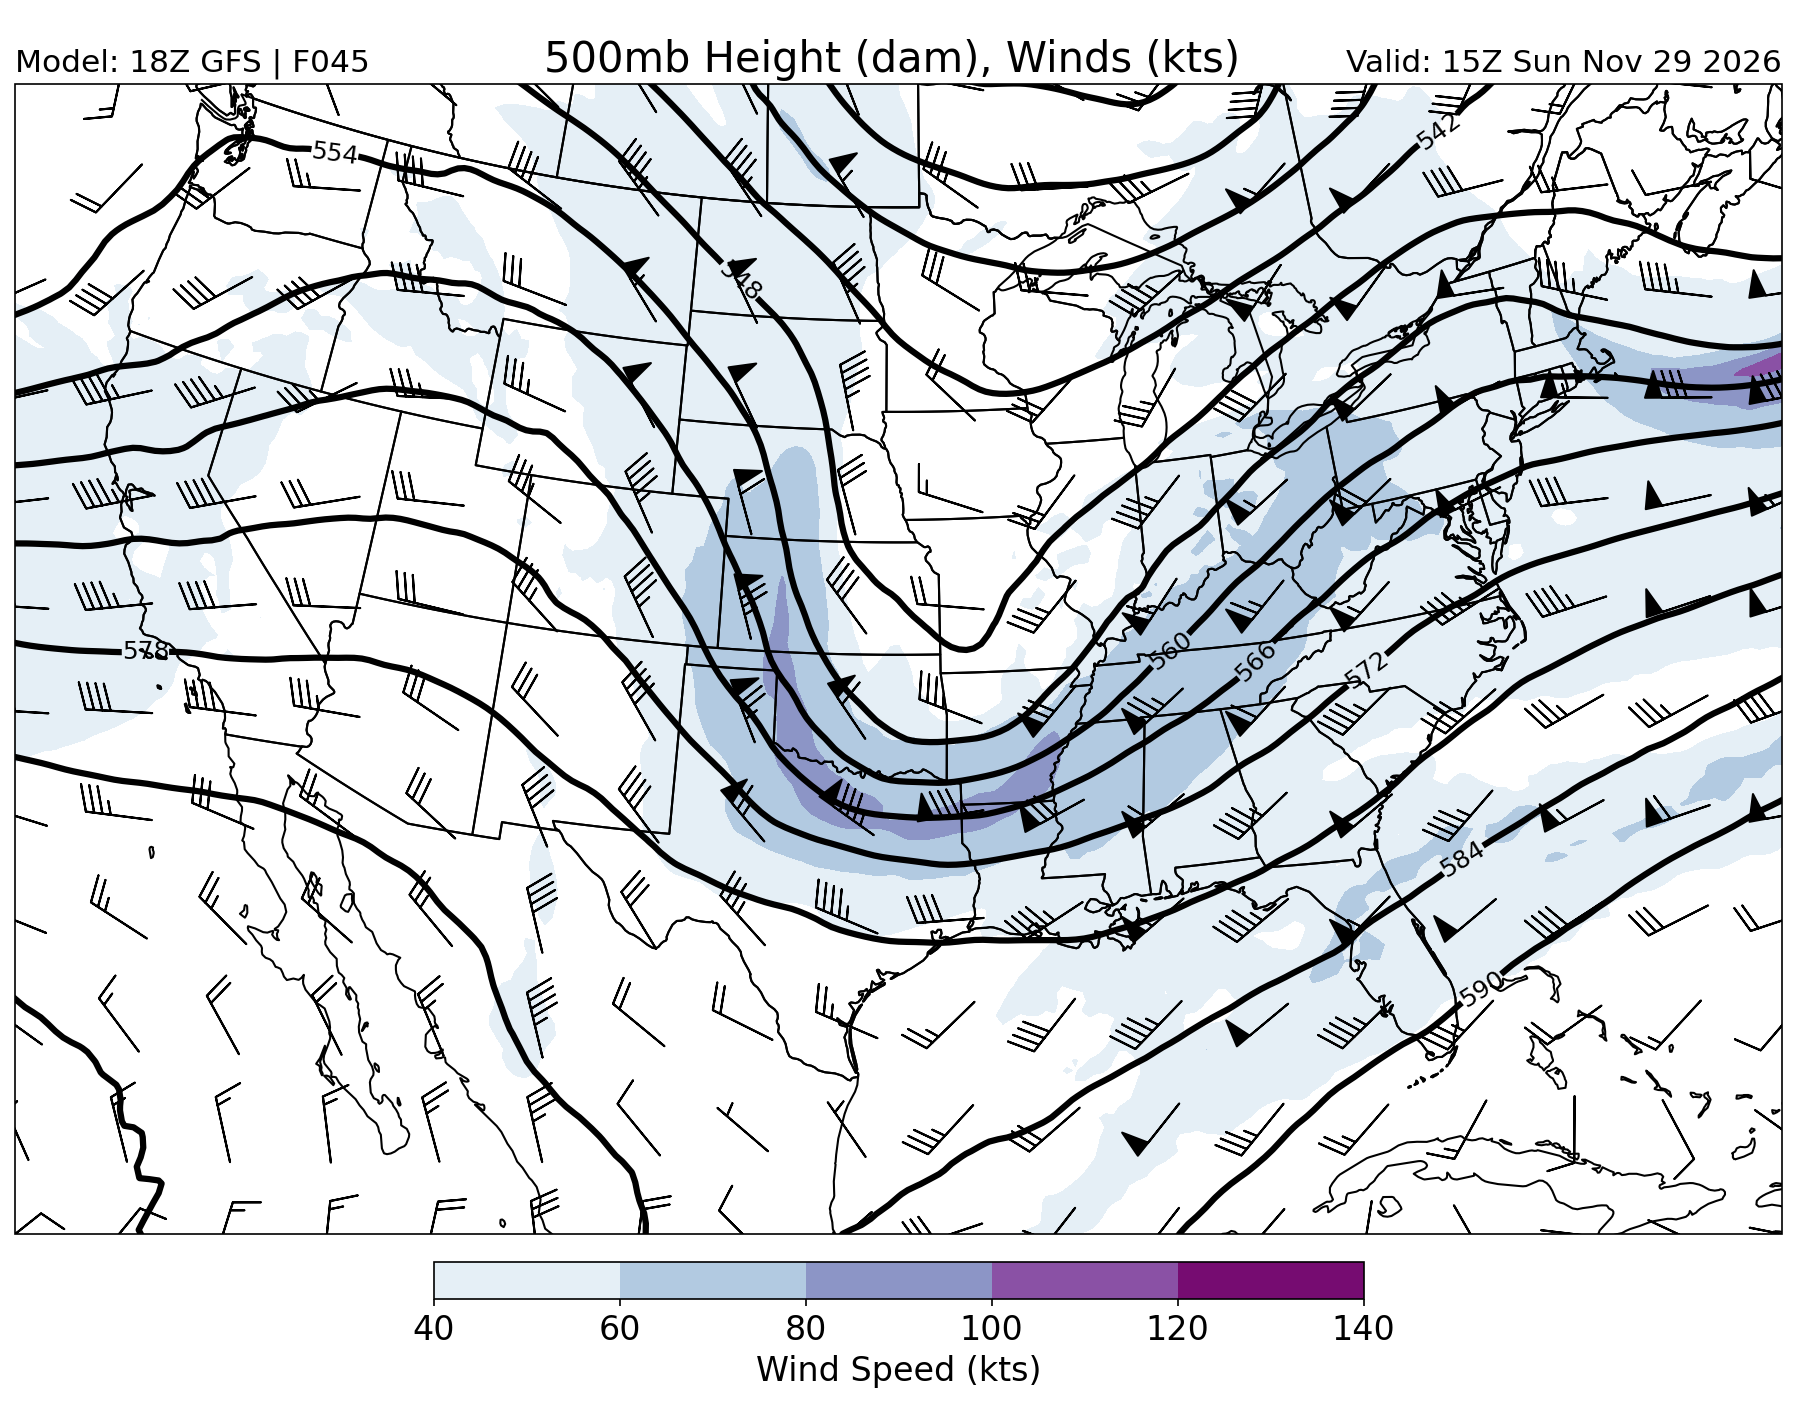 Model: 18Z GFS | F045
500mb Height (dam), Winds (kts)
Valid: 15Z Sun Nov 29 2026
542
554
548
578
560
566
572
584
590
40 60 80 100 120 140
Wind Speed (kts)